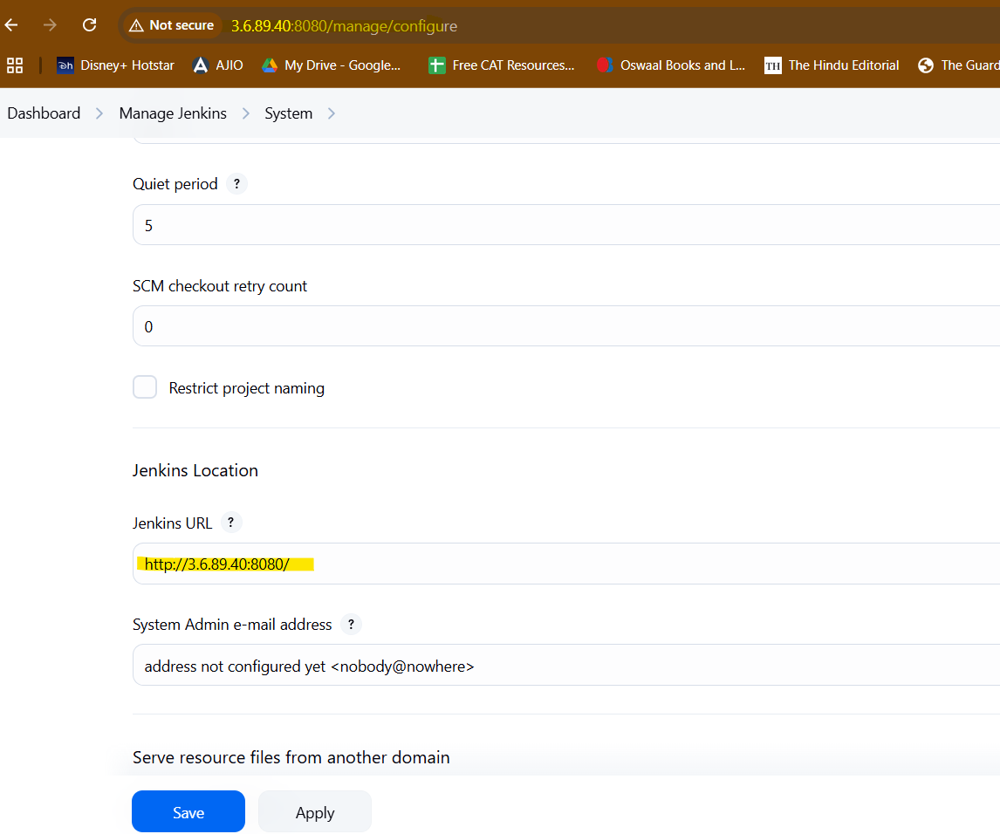 Not secure 3.6.89.40:8080/manage/configure
Disney+ Hotstar AJIO My Drive - Google... Free CAT Resources... Oswaal Books and L... TH The Hindu Editorial The Guard
Dashboard Manage Jenkins System
Quiet period ?
5
SCM checkout retry count
0
Restrict project naming
Jenkins Location
Jenkins URL ?
http://3.6.89.40:8080/
System Admin e-mail address ?
address not configured yet <nobody@nowhere>
Serve resource files from another domain
Save Apply